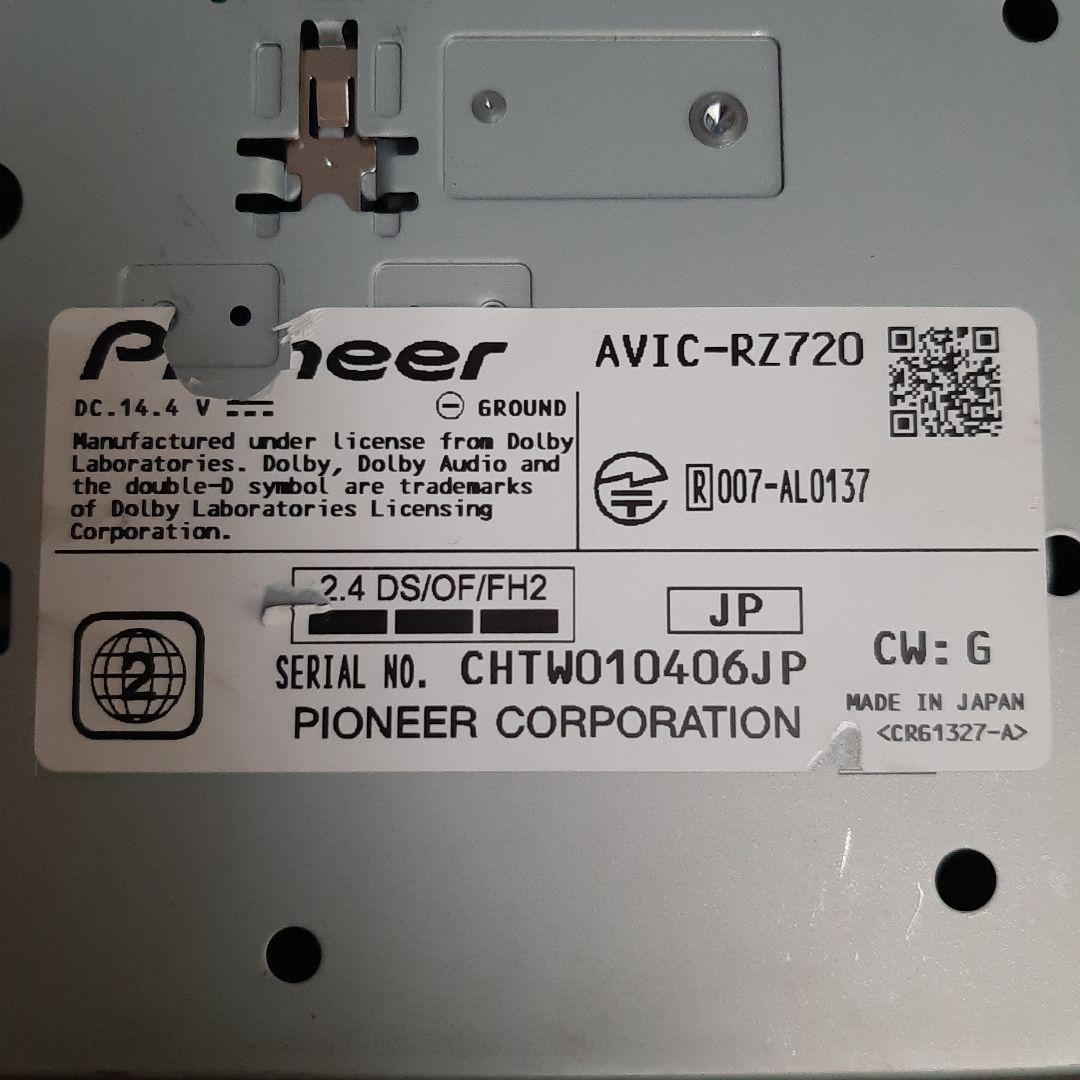 Pioneer
AVIC-RZ720
DC.14.4 V
GROUND
Manufactured under license from Dolby
Laboratories. Dolby, Dolby Audio and
the double-D symbol are trademarks
of Dolby Laboratories Licensing
Corporation.
R 007-AL0137
2.4 DS/OF/FH2
JP
2
CW: G
SERIAL NO. CHTW010406JP
MADE IN JAPAN
PIONEER CORPORATION
<CRG1327-A>